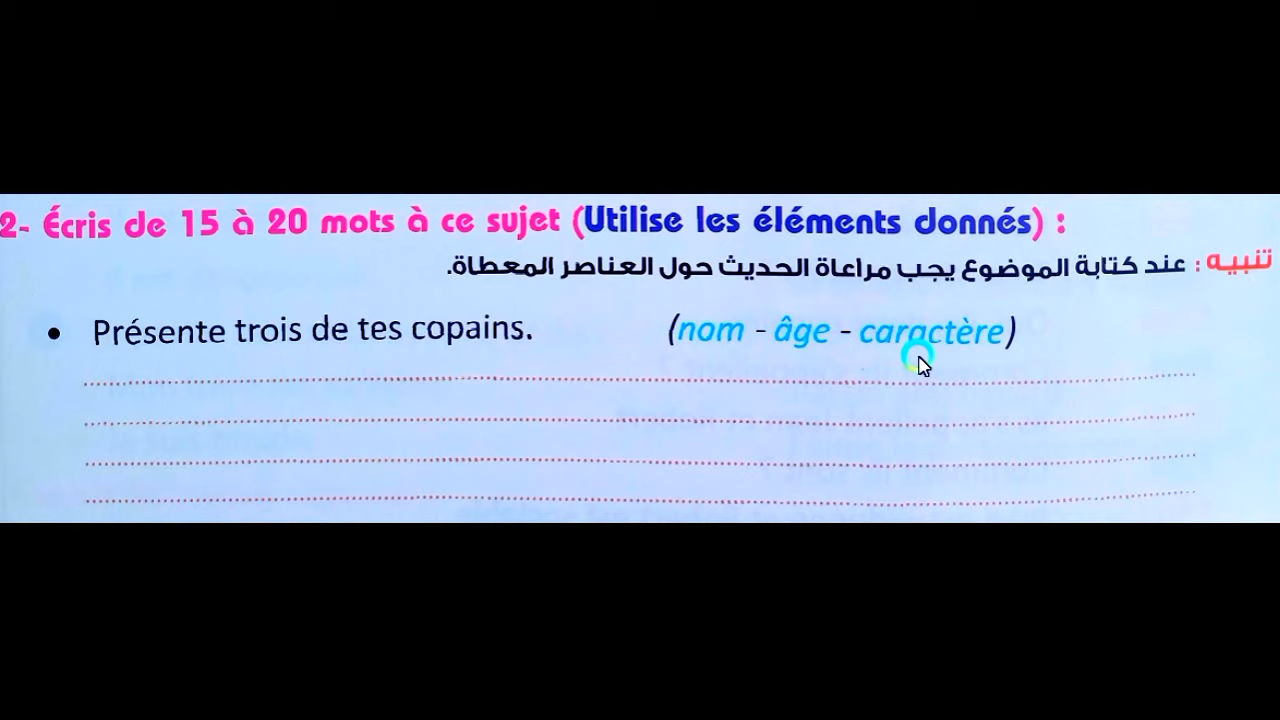 2- Écris de 15 à 20 mots à ce sujet (Utilise les éléments donnés) :
تنبيه : عند كتابة الموضوع يجب مراعاة الحديث حول العناصر المعطاة.
• Présente trois de tes copains. (nom - âge - caractère)